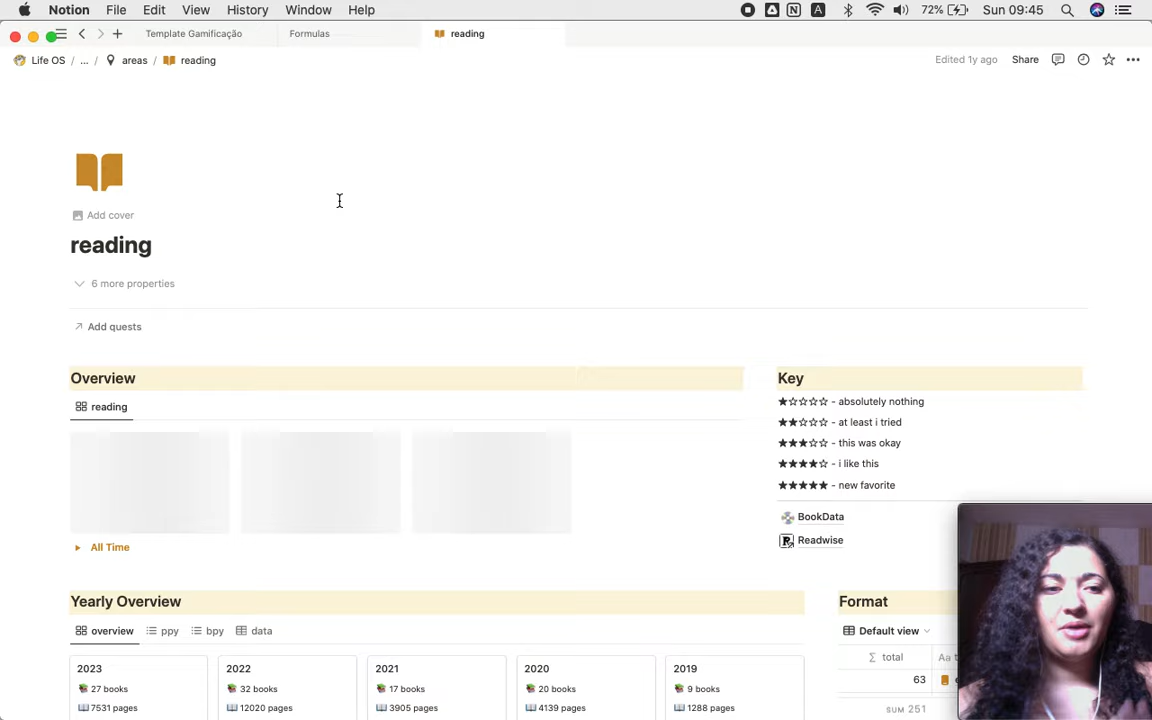 Notion File Edit View History Window Help
72% Sun 09:45
Template Gamificação Formulas reading
Life OS / ... / areas / reading
Edited 1y ago Share
Add cover
reading
6 more properties
Add quests
Overview
reading
All Time
Key
★☆☆☆☆ - absolutely nothing
★★☆☆☆ - at least i tried
★★★☆☆ - this was okay
★★★★☆ - i like this
★★★★★ - new favorite
BookData
Readwise
Yearly Overview
overview ppy bpy data
2023
27 books
7531 pages
2022
32 books
12020 pages
2021
17 books
3905 pages
2020
20 books
4139 pages
2019
9 books
1288 pages
Format
Default view
Σ total Aa
63
SUM 251